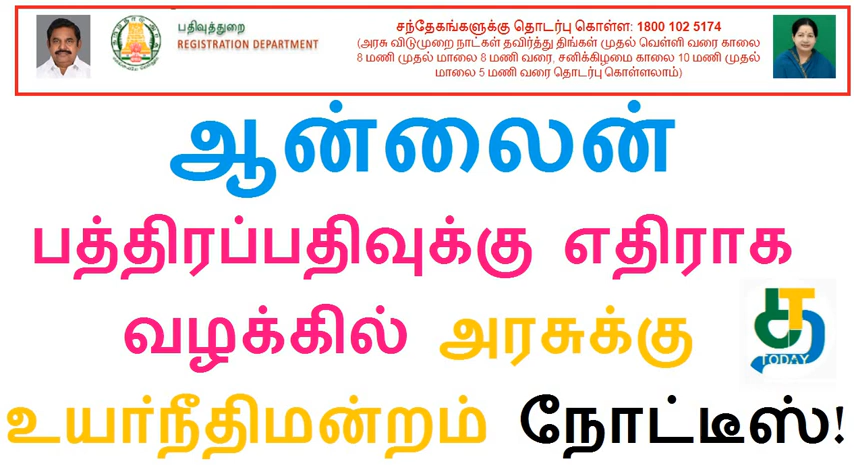 பதிவுத்துறை
REGISTRATION DEPARTMENT
சந்தேகங்களுக்கு தொடர்பு கொள்ள: 1800 102 5174
(அரசு விடுமுறை நாட்கள் தவிர்த்து திங்கள் முதல் வெள்ளி வரை காலை
8 மணி முதல் மாலை 8 மணி வரை, சனிக்கிழமை காலை 10 மணி முதல்
மாலை 5 மணி வரை தொடர்பு கொள்ளலாம்)
ஆன்லைன்
பத்திரப்பதிவுக்கு எதிராக
வழக்கில் அரசுக்கு
TODAY
உயர்நீதிமன்றம் நோட்டீஸ்!